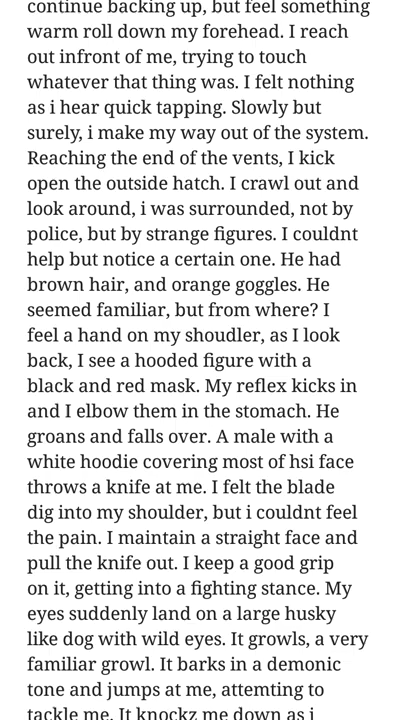 continue backing up, but feel something
warm roll down my forehead. I reach
out infront of me, trying to touch
whatever that thing was. I felt nothing
as i hear quick tapping. Slowly but
surely, i make my way out of the system.
Reaching the end of the vents, I kick
open the outside hatch. I crawl out and
look around, i was surrounded, not by
police, but by strange figures. I couldnt
help but notice a certain one. He had
brown hair, and orange goggles. He
seemed familiar, but from where? I
feel a hand on my shoudler, as I look
back, I see a hooded figure with a
black and red mask. My reflex kicks in
and I elbow them in the stomach. He
groans and falls over. A male with a
white hoodie covering most of hsi face
throws a knife at me. I felt the blade
dig into my shoulder, but i couldnt feel
the pain. I maintain a straight face and
pull the knife out. I keep a good grip
on it, getting into a fighting stance. My
eyes suddenly land on a large husky
like dog with wild eyes. It growls, a very
familiar growl. It barks in a demonic
tone and jumps at me, attemting to
tackle me. It knockz me down as i